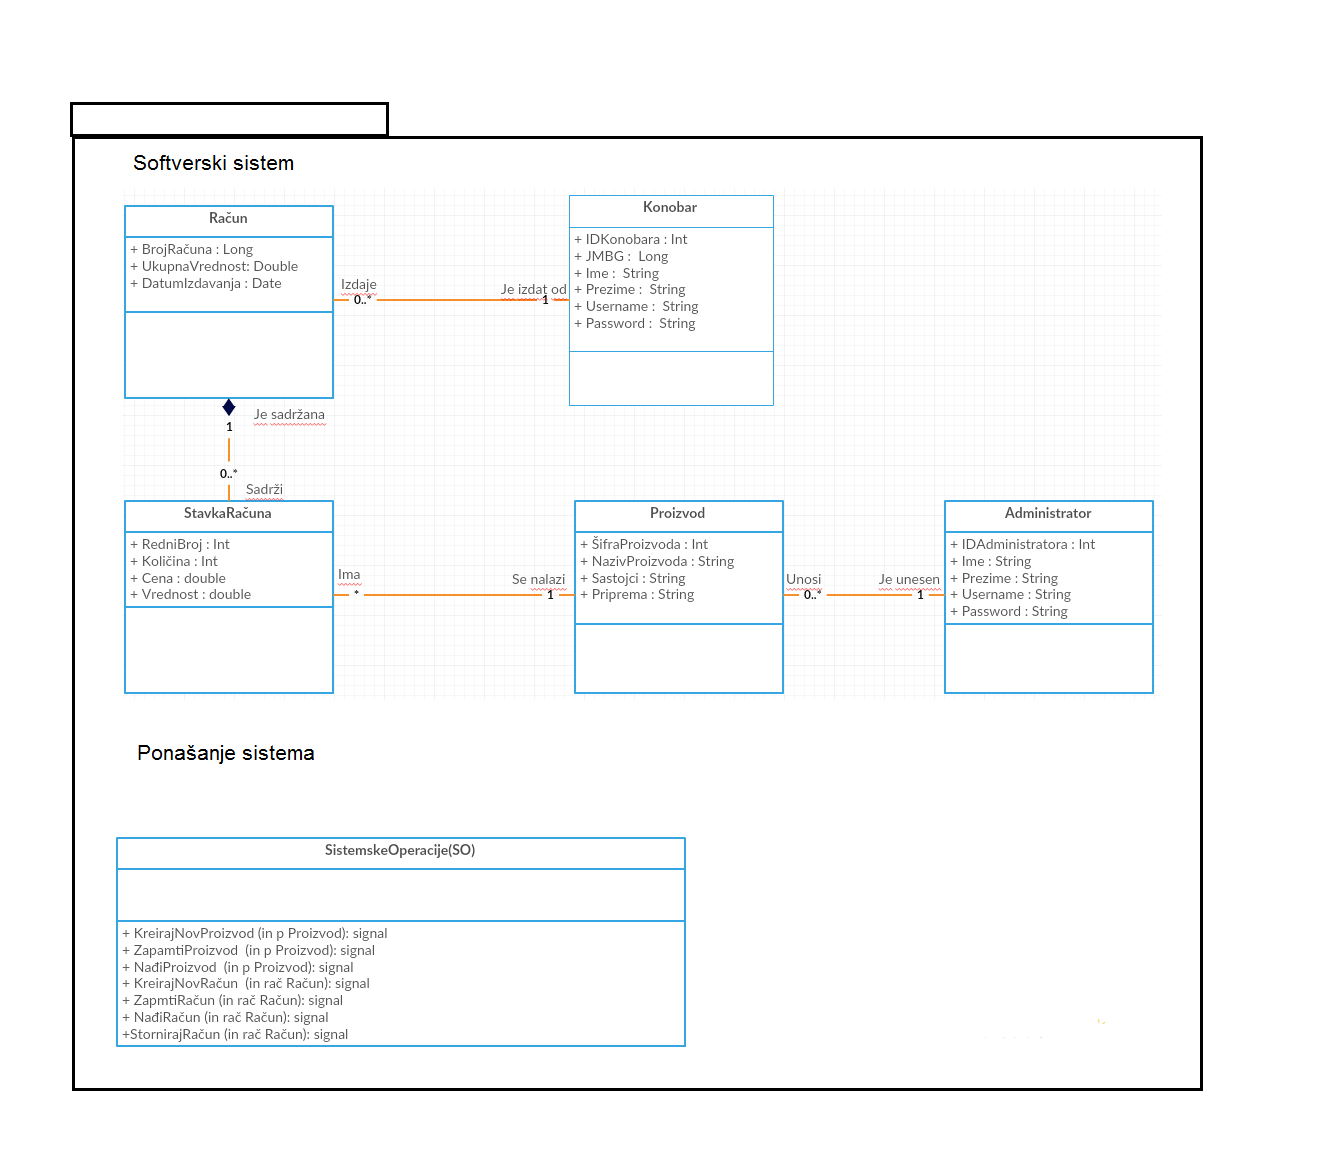 Softverski sistem
Račun
+ BrojRačuna : Long
+ UkupnaVrednost: Double
+ DatumIzdavanja : Date
Izdaje
0..*
Je izdat od
1
Konobar
+ IDKonobara : Int
+ JMBG :  Long
+ Ime :  String
+ Prezime :  String
+ Username :  String
+ Password :  String
Je sadržana
1
0..*
Sadrži
StavkaRačuna
+ RedniBroj : Int
+ Količina : Int
+ Cena : double
+ Vrednost : double
Ima
*
Se nalazi
1
Proizvod
+ ŠifraProizvoda : Int
+ NazivProizvoda : String
+ Sastojci : String
+ Priprema : String
Unosi
0..*
Je unesen
1
Administrator
+ IDAdministratora : Int
+ Ime : String
+ Prezime : String
+ Username : String
+ Password : String
Ponašanje sistema
SistemskeOperacije(SO)
+ KreirajNovProizvod (in p Proizvod): signal
+ ZapamtiProizvod  (in p Proizvod): signal
+ NađiProizvod  (in p Proizvod): signal
+ KreirajNovRačun  (in rač Račun): signal
+ ZapmtiRačun (in rač Račun): signal
+ NađiRačun (in rač Račun): signal
+StornirajRačun (in rač Račun): signal